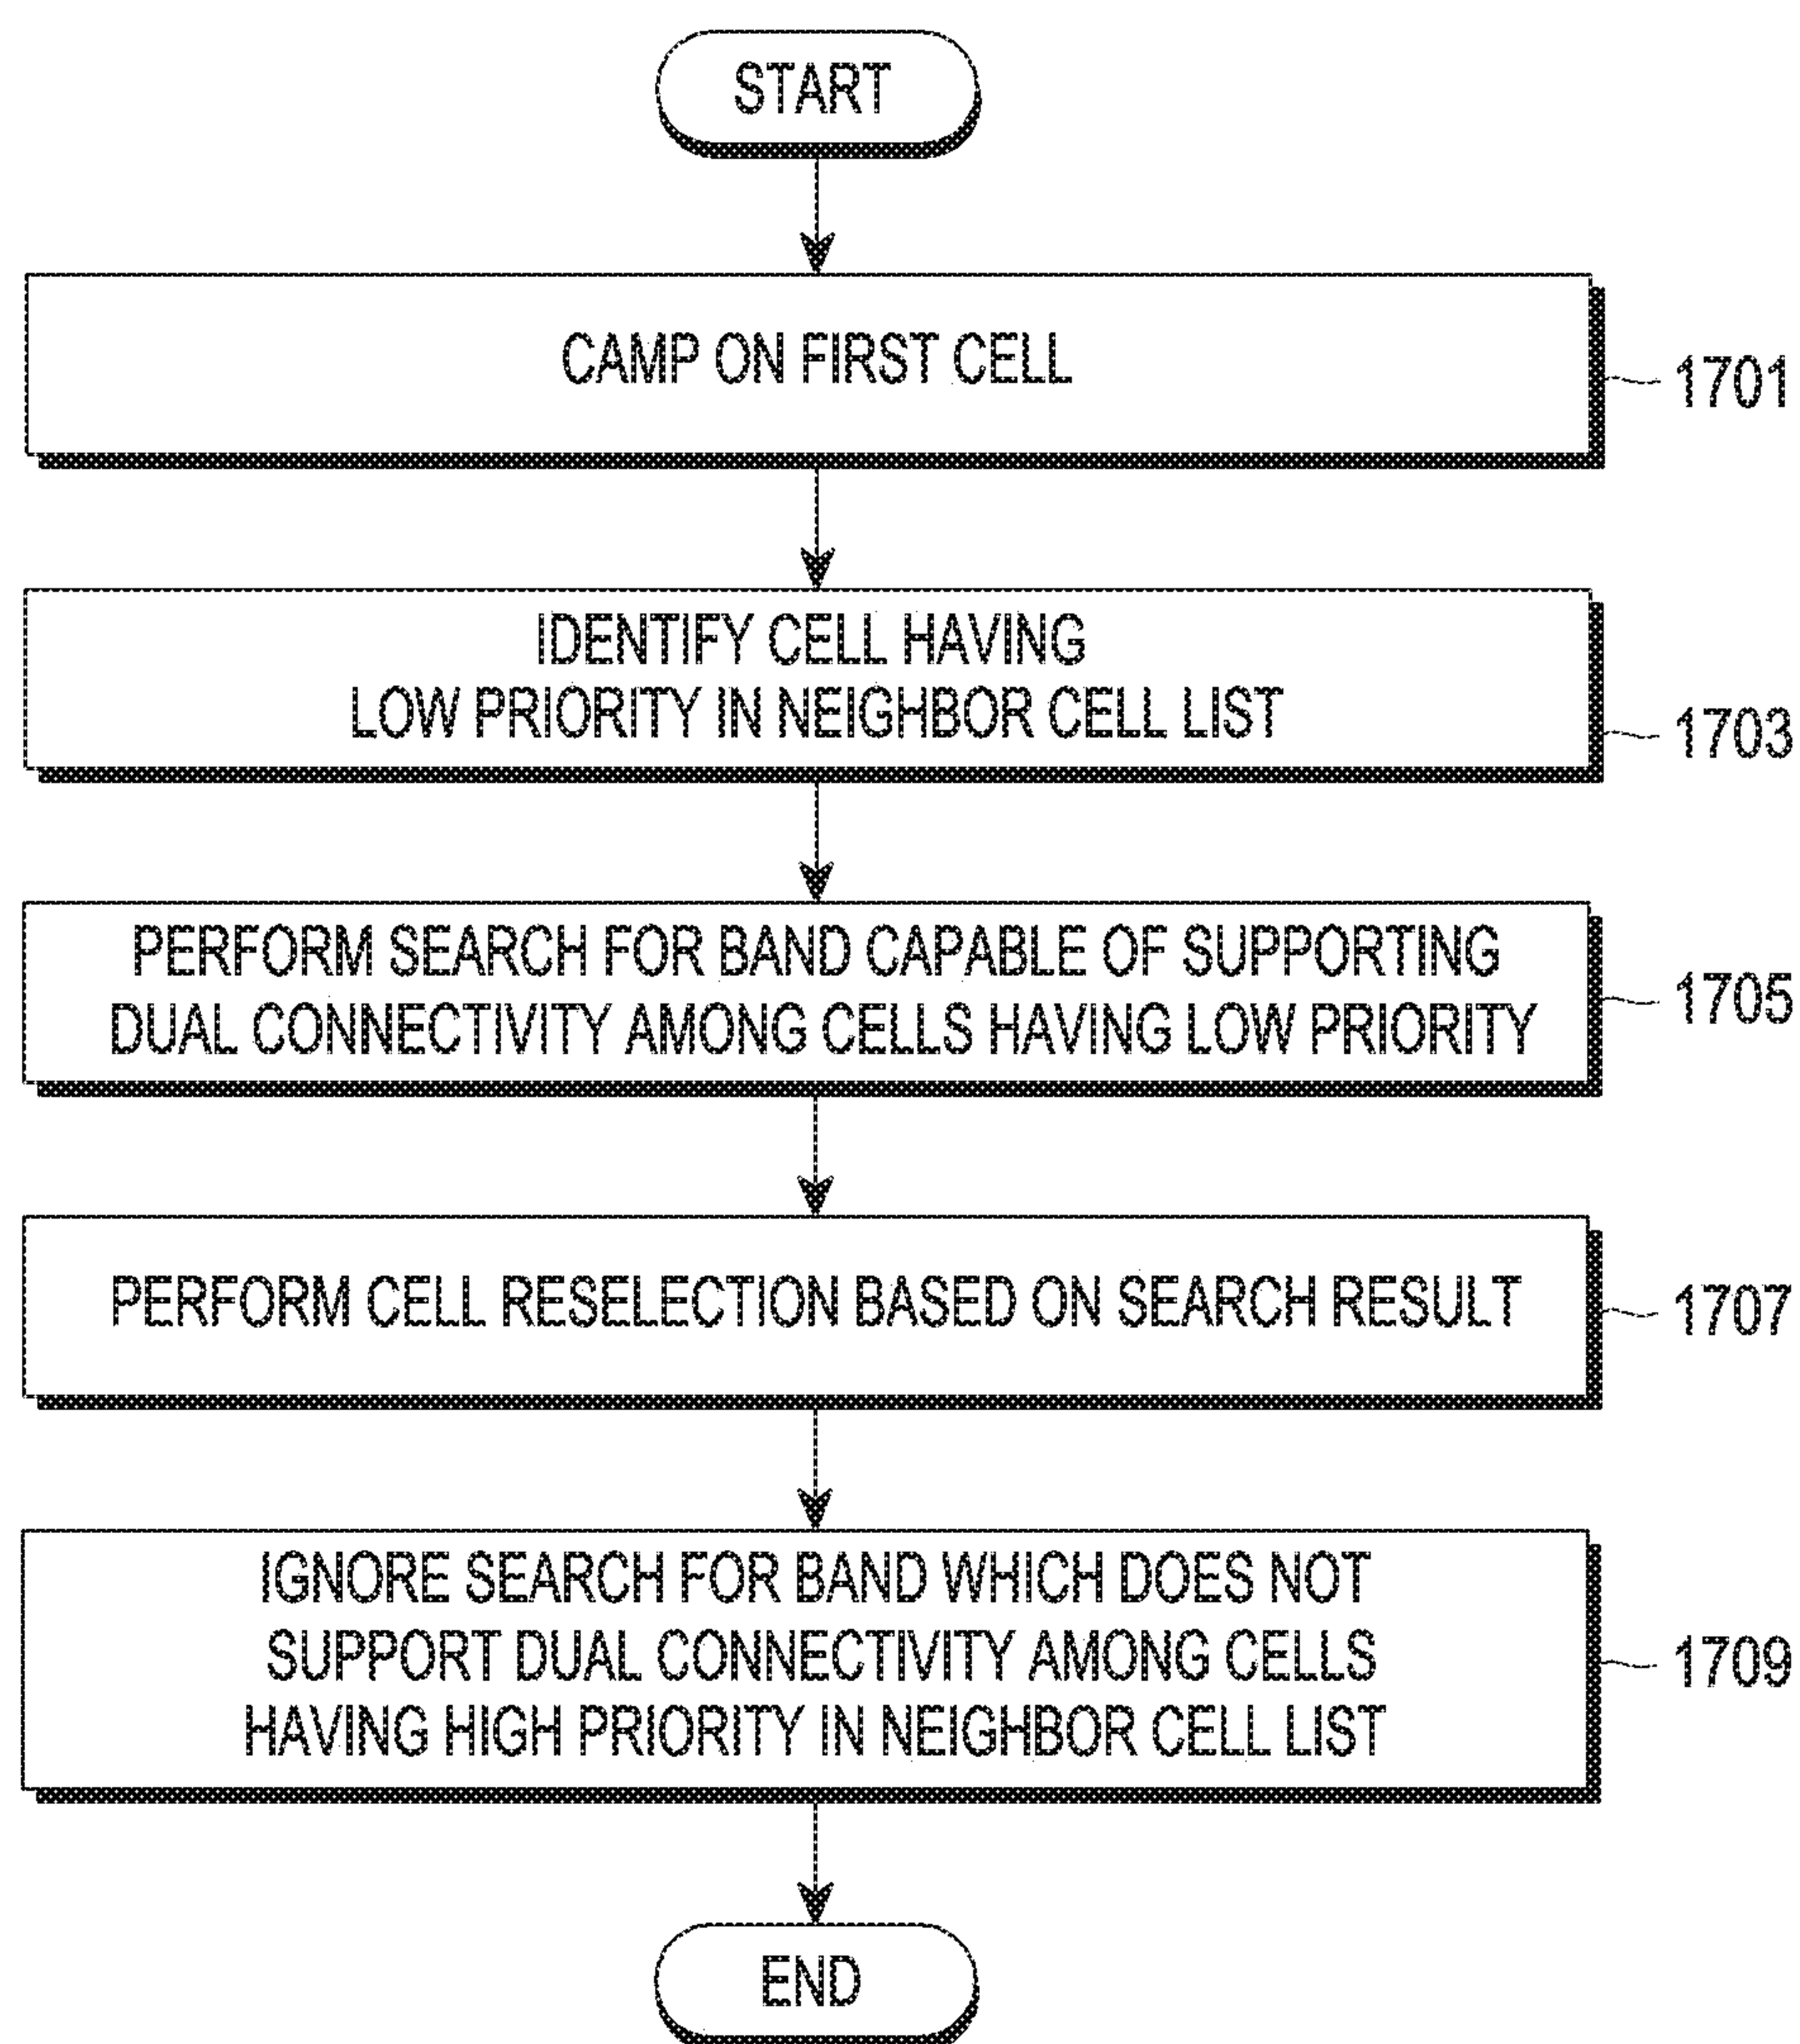 START
CAMP ON FIRST CELL
1701
IDENTIFY CELL HAVING
LOW PRIORITY IN NEIGHBOR CELL LIST
1703
PERFORM SEARCH FOR BAND CAPABLE OF SUPPORTING
DUAL CONNECTIVITY AMONG CELLS HAVING LOW PRIORITY
1705
PERFORM CELL RESELECTION BASED ON SEARCH RESULT
1707
IGNORE SEARCH FOR BAND WHICH DOES NOT
SUPPORT DUAL CONNECTIVITY AMONG CELLS
HAVING HIGH PRIORITY IN NEIGHBOR CELL LIST
1709
END